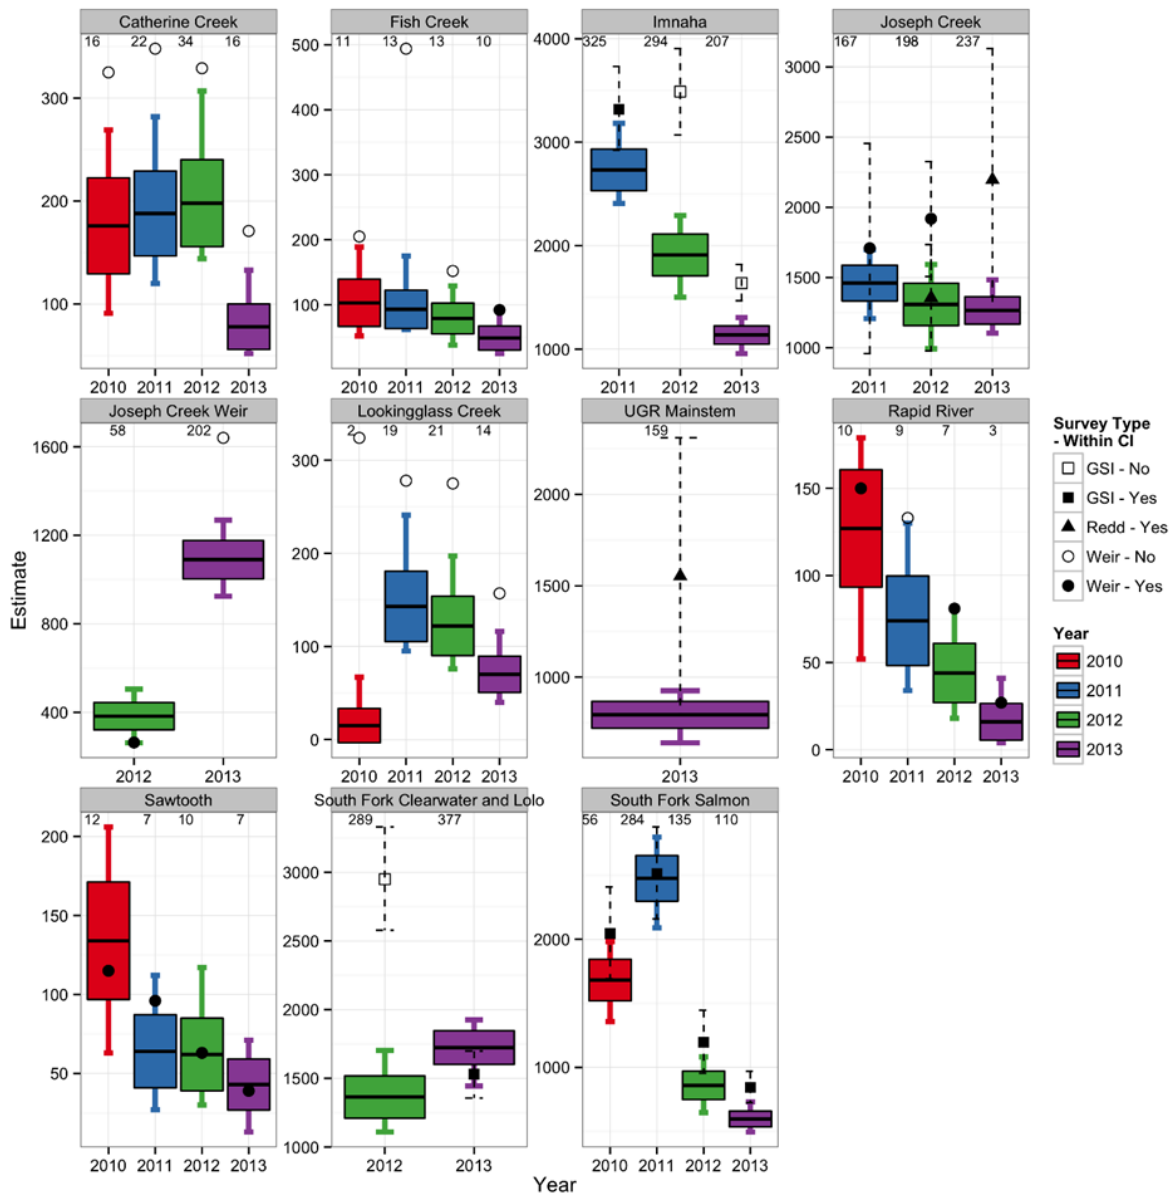 Catherine Creek
Fish Creek
Imnaha
Joseph Creek
16 22 34 16
11 13 13 10
325 294 207
167 198 237
300
200
100
500
400
300
200
100
4000
3000
2000
1000
3000
2500
2000
1500
1000
2010 2011 2012 2013
2010 2011 2012 2013
2011 2012 2013
2011 2012 2013
Joseph Creek Weir
Lookingglass Creek
UGR Mainstem
Rapid River
58 202
2 19 21 14
159
10 9 7 3
1600
1200
800
400
300
200
100
0
2000
1500
1000
150
100
50
0
2012 2013
2010 2011 2012 2013
2013
2010 2011 2012 2013
Sawtooth
South Fork Clearwater and Lolo
South Fork Salmon
12 7 10 7
289 377
56 284 135 110
200
150
100
50
3000
2500
2000
1500
1000
2000
1000
2010 2011 2012 2013
2012 2013
2010 2011 2012 2013
Estimate
Year
Survey Type
- Within CI
GSI - No
GSI - Yes
Redd - Yes
Weir - No
Weir - Yes
Year
2010
2011
2012
2013